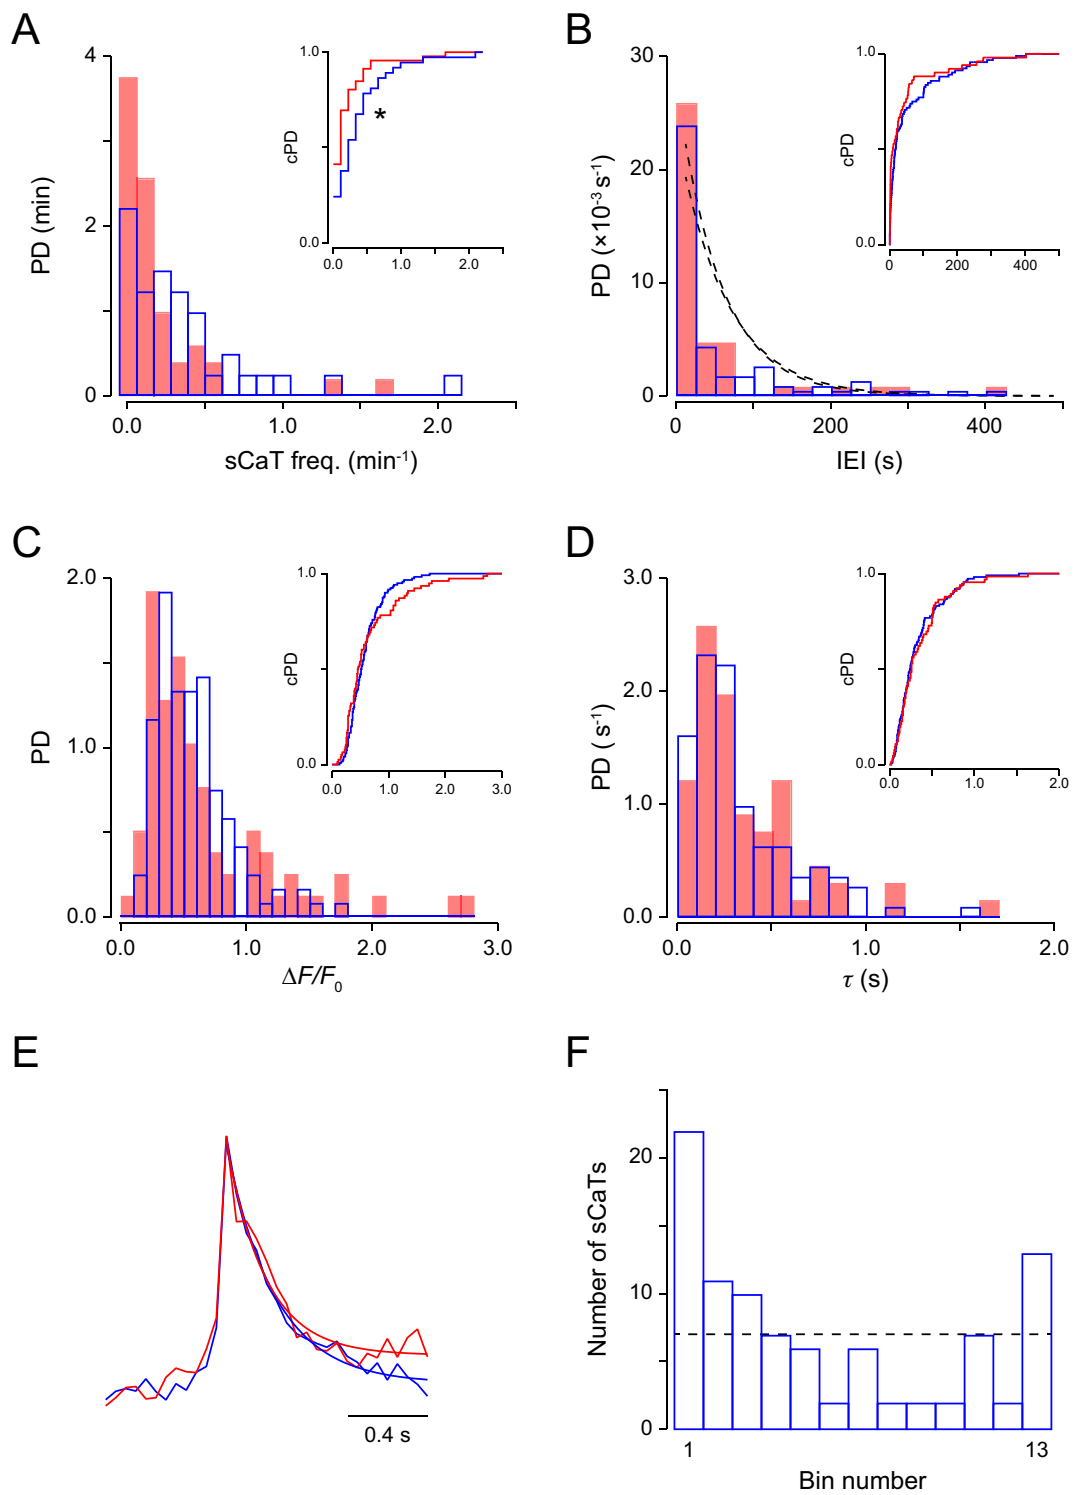 A
PD (min)
4
2
0
0.0 1.0 2.0
sCaT freq. (min-1)
cPD
1.0
0.0
0.0 1.0 2.0
*
B
PD (×10-3 s-1)
30
20
10
0
0 200 400
IEI (s)
cPD
1.0
0.0
0 200 400
C
PD
2.0
1.0
0.0
0.0 1.0 2.0 3.0
ΔF/F0
cPD
1.0
0.0
0.0 1.0 2.0 3.0
D
PD ( s-1)
3.0
2.0
1.0
0.0
0.0 1.0 2.0
τ (s)
cPD
1.0
0.0
0.0 1.0 2.0
E
0.4 s
F
Number of sCaTs
20
10
0
1 13
Bin number